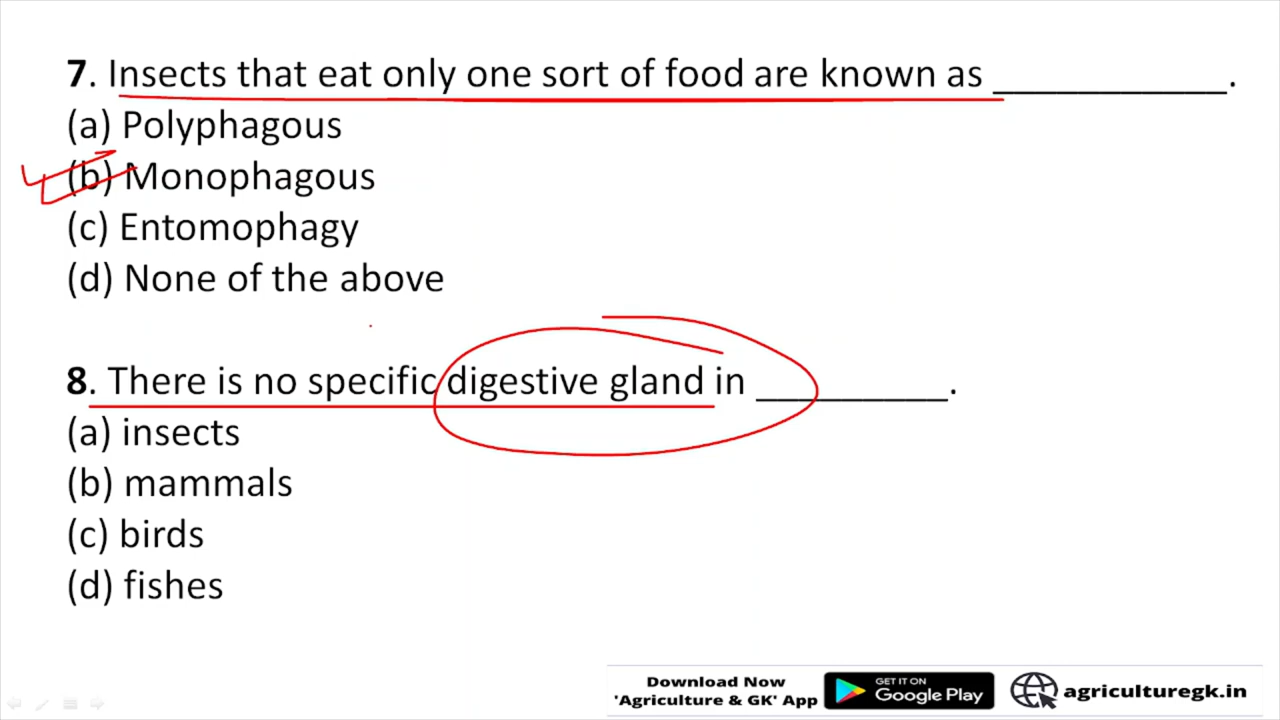 7. Insects that eat only one sort of food are known as _____________.
(a) Polyphagous
(b) Monophagous
(c) Entomophagy
(d) None of the above
8. There is no specific digestive gland in __________.
(a) insects
(b) mammals
(c) birds
(d) fishes
Download Now
'Agriculture & GK' App
GET IT ON
Google Play
agriculturegk.in